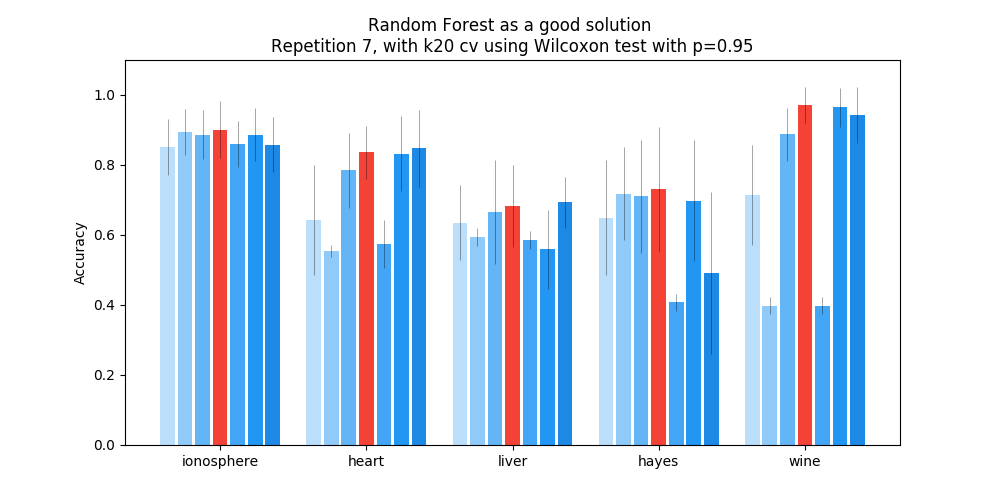 Random Forest as a good solution
Repetition 7, with k20 cv using Wilcoxon test with p=0.95
1.0
0.8
0.6
0.4
0.2
0.0
Accuracy
ionosphere
heart
liver
hayes
wine